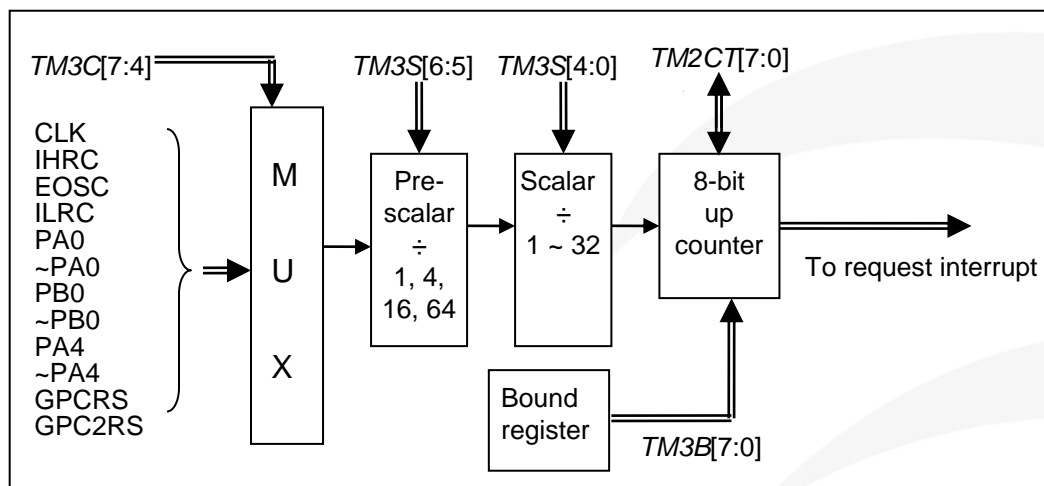 TM3C[7:4]
TM3S[6:5]
TM3S[4:0]
TM2CT[7:0]
CLK
IHRC
EOSC
ILRC
PA0
~PA0
PB0
~PB0
PA4
~PA4
GPCRS
GPC2RS
M
U
X
Pre-
scalar
÷
1, 4,
16, 64
Scalar
÷
1 ~ 32
8-bit
up
counter
To request interrupt
Bound
register
TM3B[7:0]